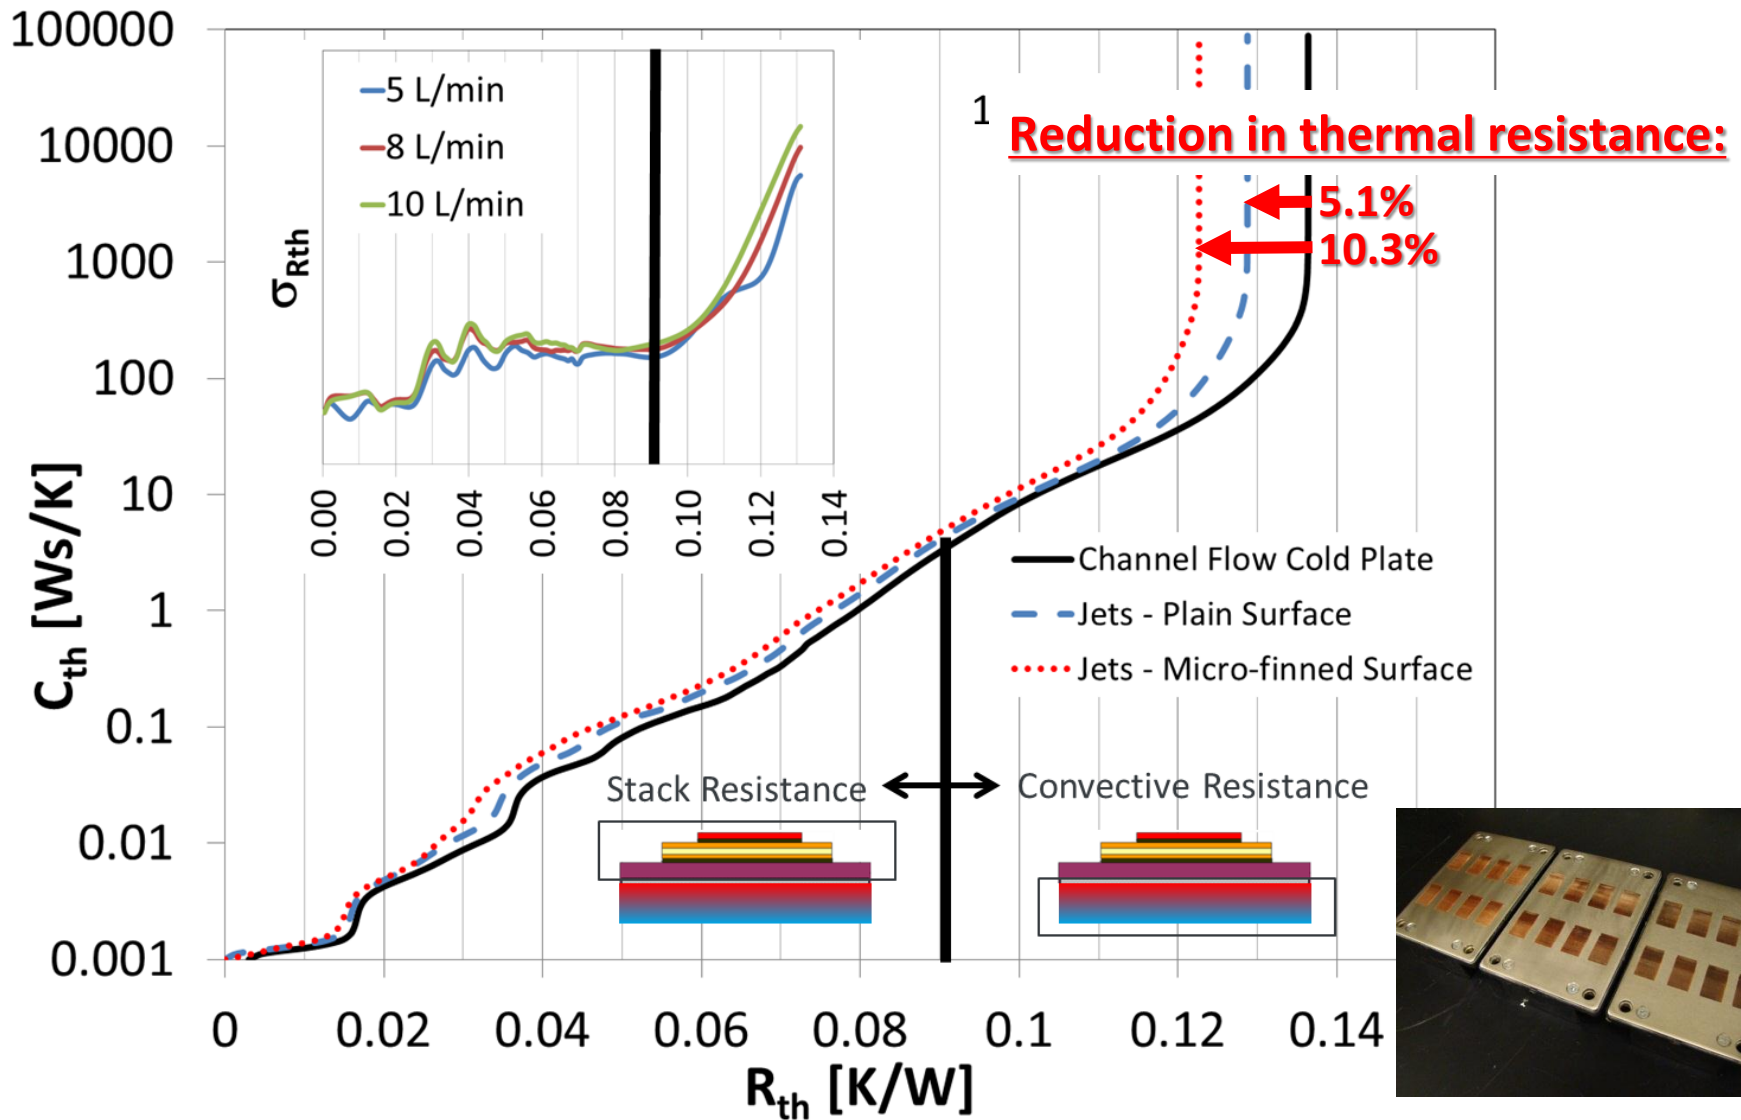 100000
10000
1000
100
10
1
0.1
0.01
0.001
C_th [Ws/K]
5 L/min
8 L/min
10 L/min
σ_Rth
0.00
0.02
0.04
0.06
0.08
0.10
0.12
0.14
1
Reduction in thermal resistance:
5.1%
10.3%
Channel Flow Cold Plate
Jets - Plain Surface
Jets - Micro-finned Surface
Stack Resistance
Convective Resistance
0
0.02
0.04
0.06
0.08
0.1
0.12
0.14
R_th [K/W]